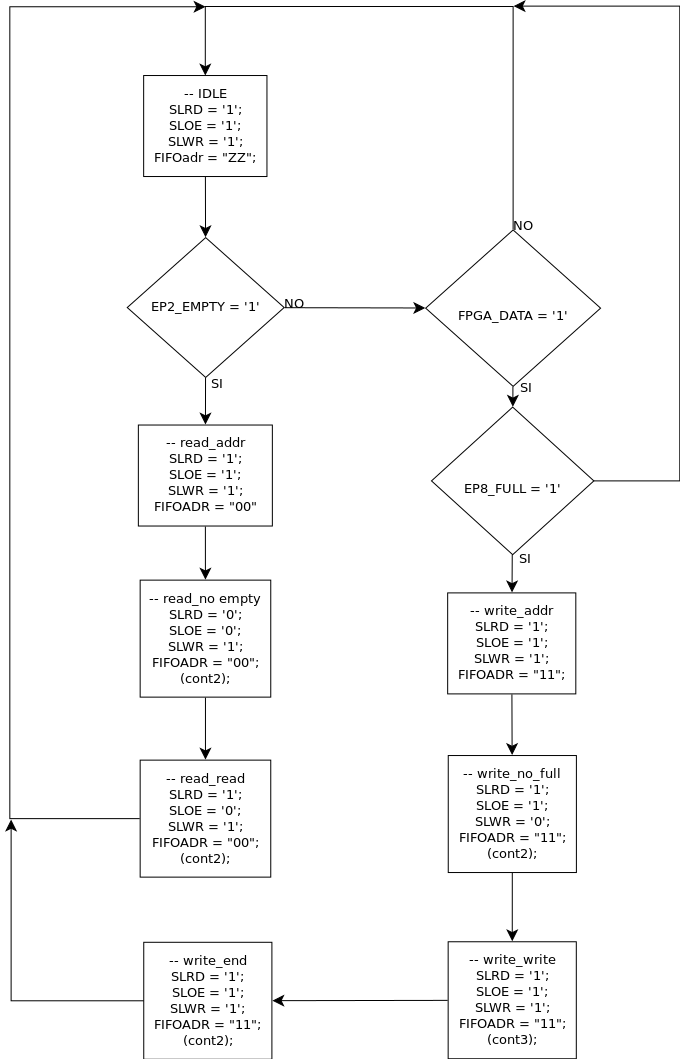 -- IDLE
SLRD = '1';
SLOE = '1';
SLWR = '1';
FIFOadr = "ZZ";
EP2_EMPTY = '1'
NO
SI
NO
FPGA_DATA = '1'
SI
EP8_FULL = '1'
SI
-- read_addr
SLRD = '1';
SLOE = '1';
SLWR = '1';
FIFOADR = "00"
-- read_no empty
SLRD = '0';
SLOE = '0';
SLWR = '1';
FIFOADR = "00";
(cont2);
-- read_read
SLRD = '1';
SLOE = '0';
SLWR = '1';
FIFOADR = "00";
(cont2);
-- write_addr
SLRD = '1';
SLOE = '1';
SLWR = '1';
FIFOADR = "11";
-- write_no_full
SLRD = '1';
SLOE = '1';
SLWR = '0';
FIFOADR = "11";
(cont2);
-- write_write
SLRD = '1';
SLOE = '1';
SLWR = '1';
FIFOADR = "11";
(cont3);
-- write_end
SLRD = '1';
SLOE = '1';
SLWR = '1';
FIFOADR = "11";
(cont2);